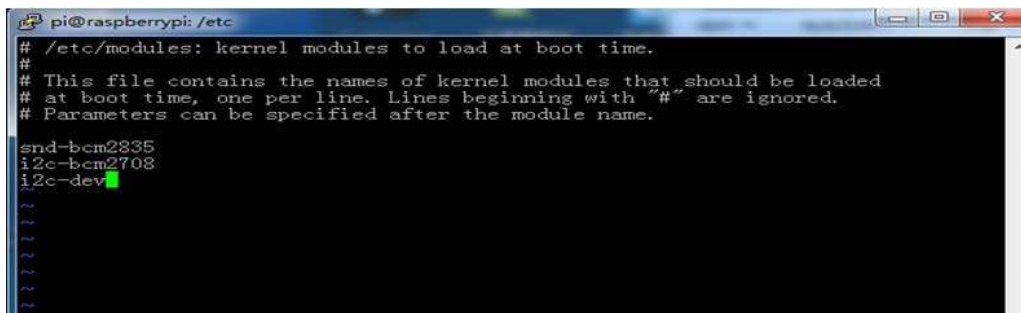 pi@raspberrypi: /etc
# /etc/modules: kernel modules to load at boot time.
#
# This file contains the names of kernel modules that should be loaded
# at boot time, one per line. Lines beginning with "#" are ignored.
# Parameters can be specified after the module name.
snd-bcm2835
i2c-bcm2708
i2c-dev
~
~
~
~
~
~
~